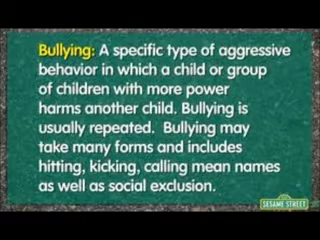 Bullying: A specific type of aggressive
behavior in which a child or group
of children with more power
harms another child. Bullying is
usually repeated.  Bullying may
take many forms and includes
hitting, kicking, calling mean names
as well as social exclusion.
SESAME STREET